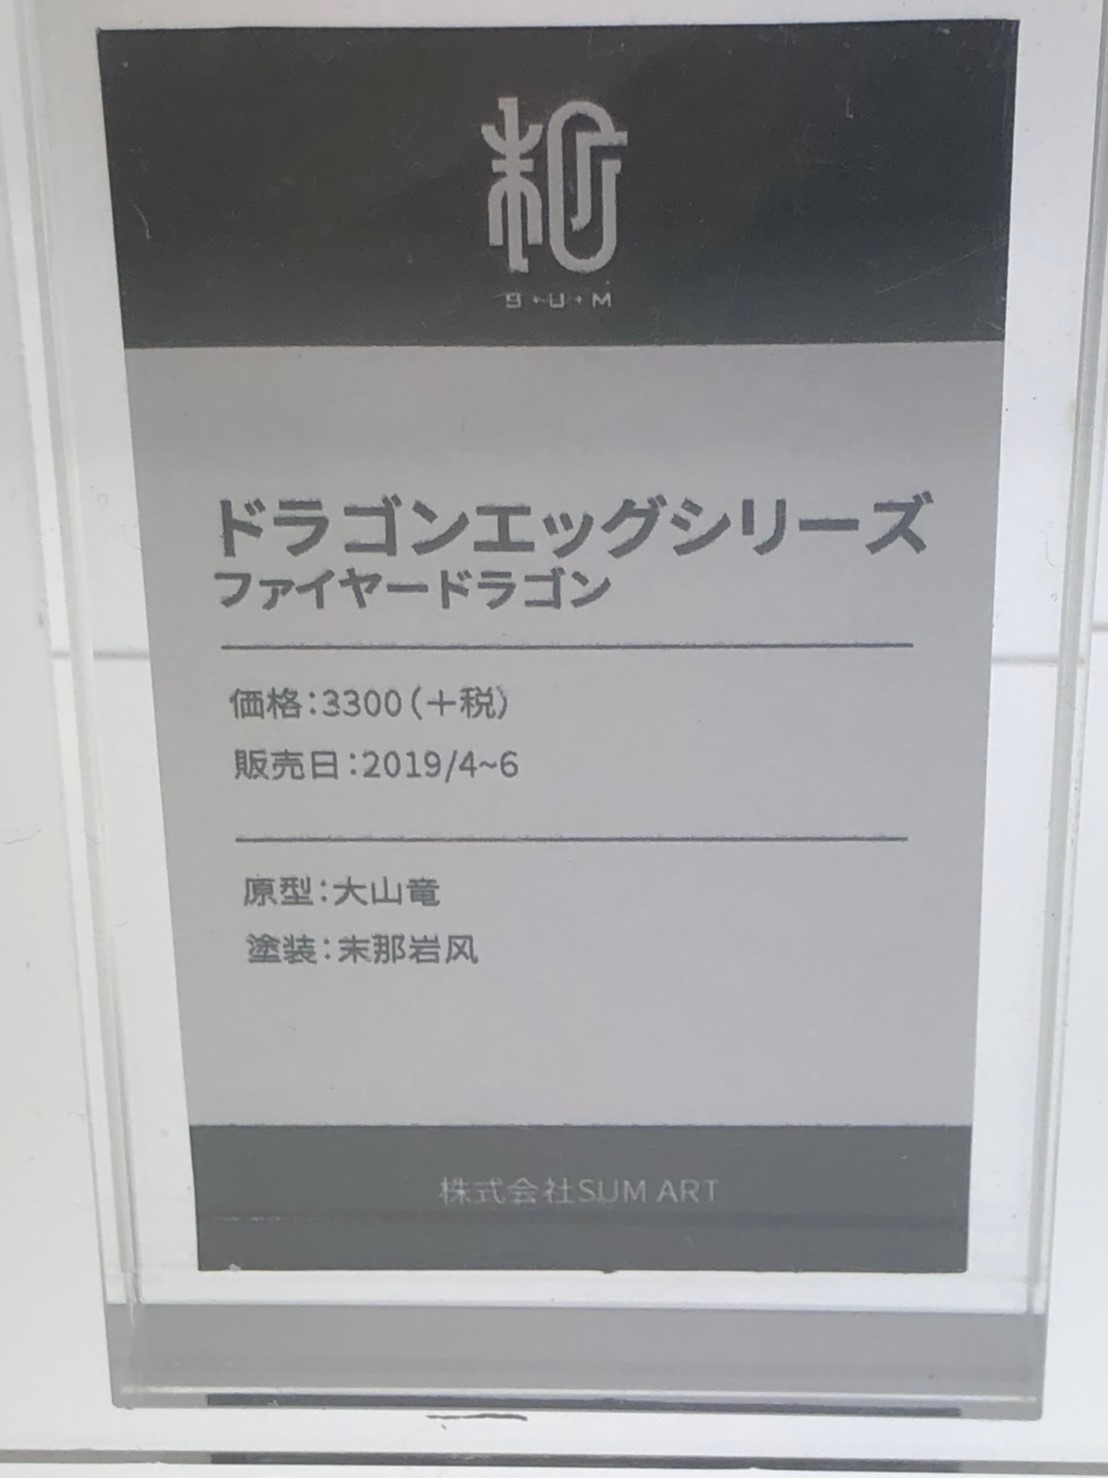 S+U+M
ドラゴンエッグシリーズ
ファイヤードラゴン
価格：3300（＋税）
販売日：2019/4~6
原型：大山竜
塗装：末那岩风
株式会社SUM ART